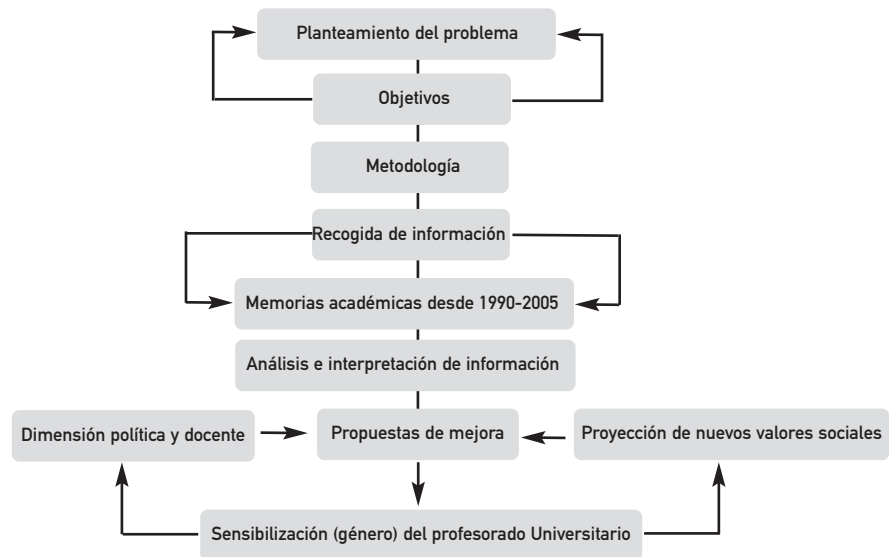 Planteamiento del problema
Objetivos
Metodología
Recogida de información
Memorias académicas desde 1990-2005
Análisis e interpretación de información
Dimensión política y docente
Propuestas de mejora
Proyección de nuevos valores sociales
Sensibilización (género) del profesorado Universitario